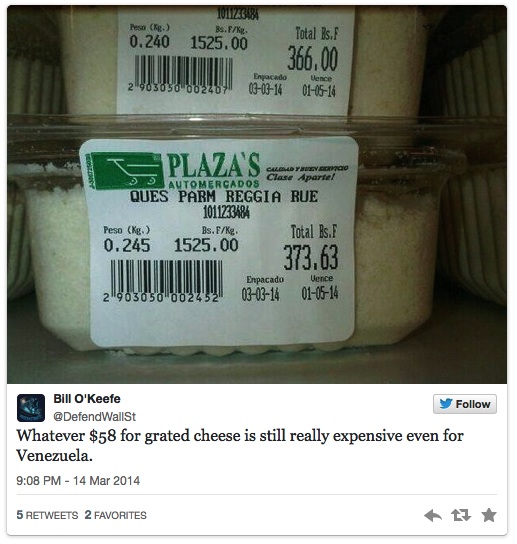 1011233484
Peso (Kg.) Bs.F/Kg. Total Bs.F
0.240 1525.00 366.00
Empacado Vence
2 903050 002407 03-03-14 01-05-14
PLAZA'S CALIDAD Y BUEN SERVICIO
AUTOMERCADOS Clase Aparte!
QUES PARM REGGIA RUE
1011233484
Peso (Kg.) Bs.F/Kg. Total Bs.F
0.245 1525.00 373.63
Empacado Vence
2 903050 002452 03-03-14 01-05-14
Bill O'Keefe
@DefendWallSt
Follow
Whatever $58 for grated cheese is still really expensive even for
Venezuela.
9:08 PM - 14 Mar 2014
5 RETWEETS 2 FAVORITES